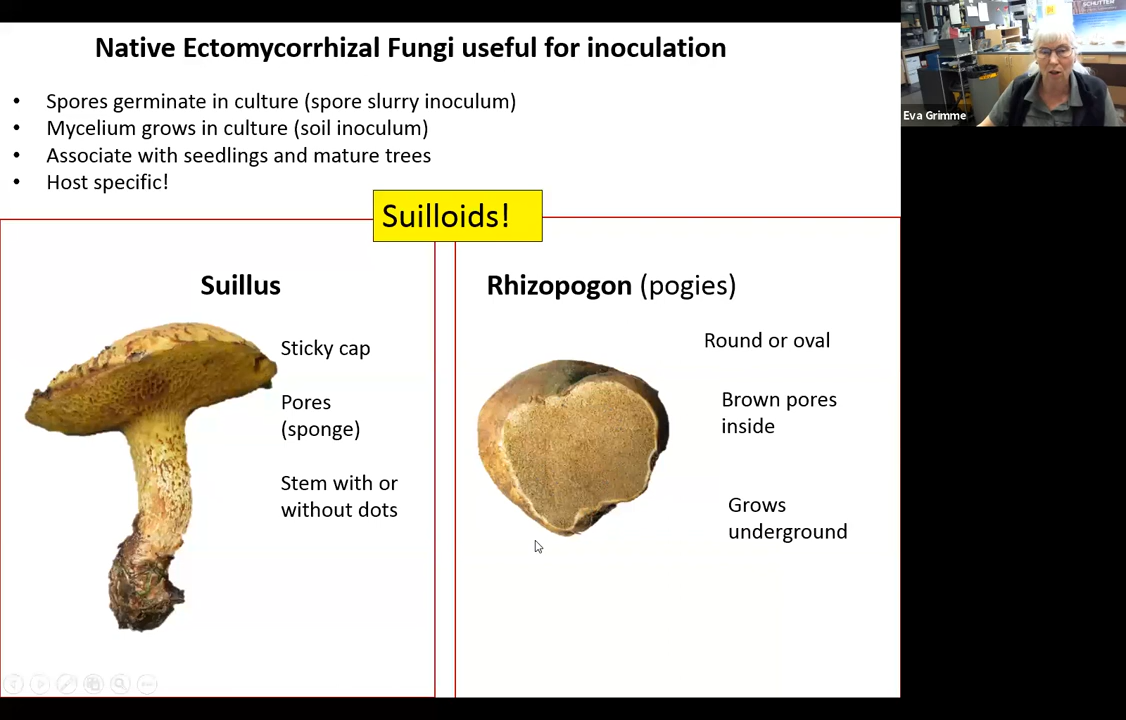 Native Ectomycorrhizal Fungi useful for inoculation
• Spores germinate in culture (spore slurry inoculum)
• Mycelium grows in culture (soil inoculum)
• Associate with seedlings and mature trees
• Host specific!
Suilloids!
Suillus
Sticky cap
Pores
(sponge)
Stem with or
without dots
Rhizopogon (pogies)
Round or oval
Brown pores
inside
Grows
underground
SCHUTTER
Eva Grimme